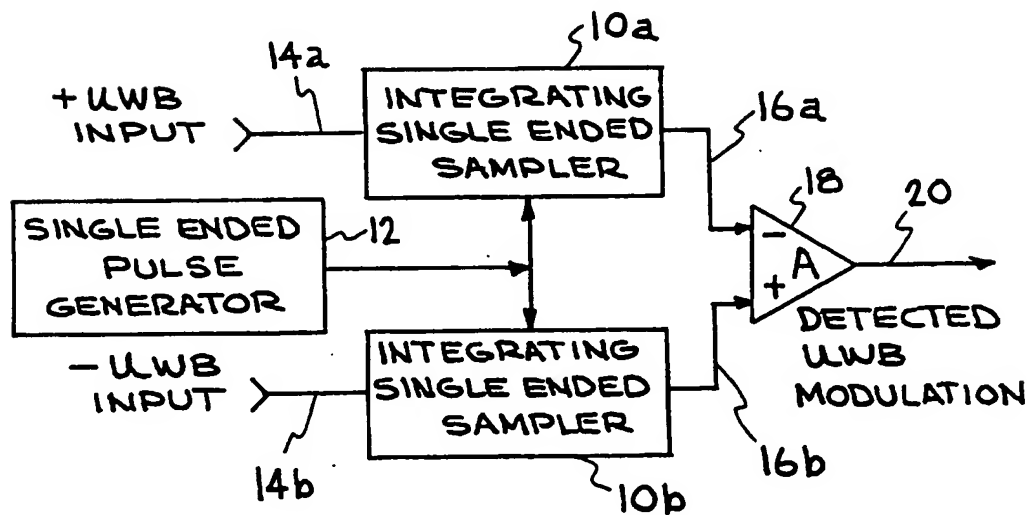 10a
14a
+ UWB
INPUT
INTEGRATING
SINGLE ENDED
SAMPLER
16a
SINGLE ENDED
PULSE
GENERATOR
12
18
20
−
A
+
DETECTED
UWB
MODULATION
− UWB
INPUT
INTEGRATING
SINGLE ENDED
SAMPLER
14b
16b
10b